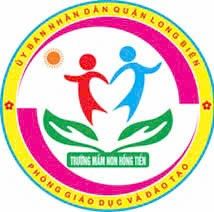 ỦY BAN NHÂN DÂN QUẬN LONG BIÊN
TRƯỜNG MẦM NON HỒNG TIẾN
PHÒNG GIÁO DỤC VÀ ĐÀO TẠO